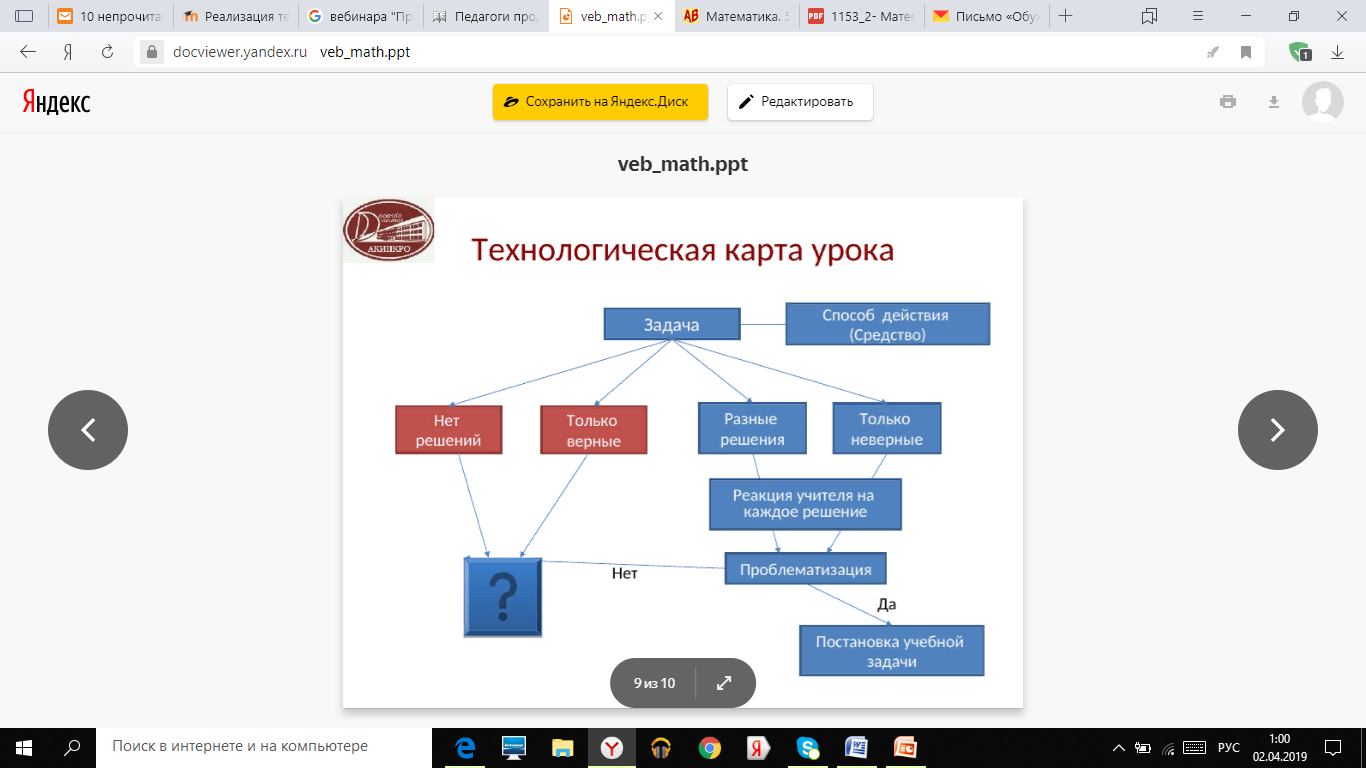 10 непрочита
Реализация те
вебинара "Пр
Педагоги про
veb_math.p
Математика. 5
1153_2- Матем
Письмо «Обу
docviewer.yandex.ru veb_math.ppt
1
Яндекс
Сохранить на Яндекс.Диск
Редактировать
veb_math.ppt
АКИПКРО
Технологическая карта урока
Задача
Способ действия
(Средство)
Нет
решений
Только
верные
Разные
решения
Только
неверные
Реакция учителя на
каждое решение
?
Нет
Проблематизация
Да
Постановка учебной
задачи
9 из 10
Поиск в интернете и на компьютере
РУС
1:00
02.04.2019